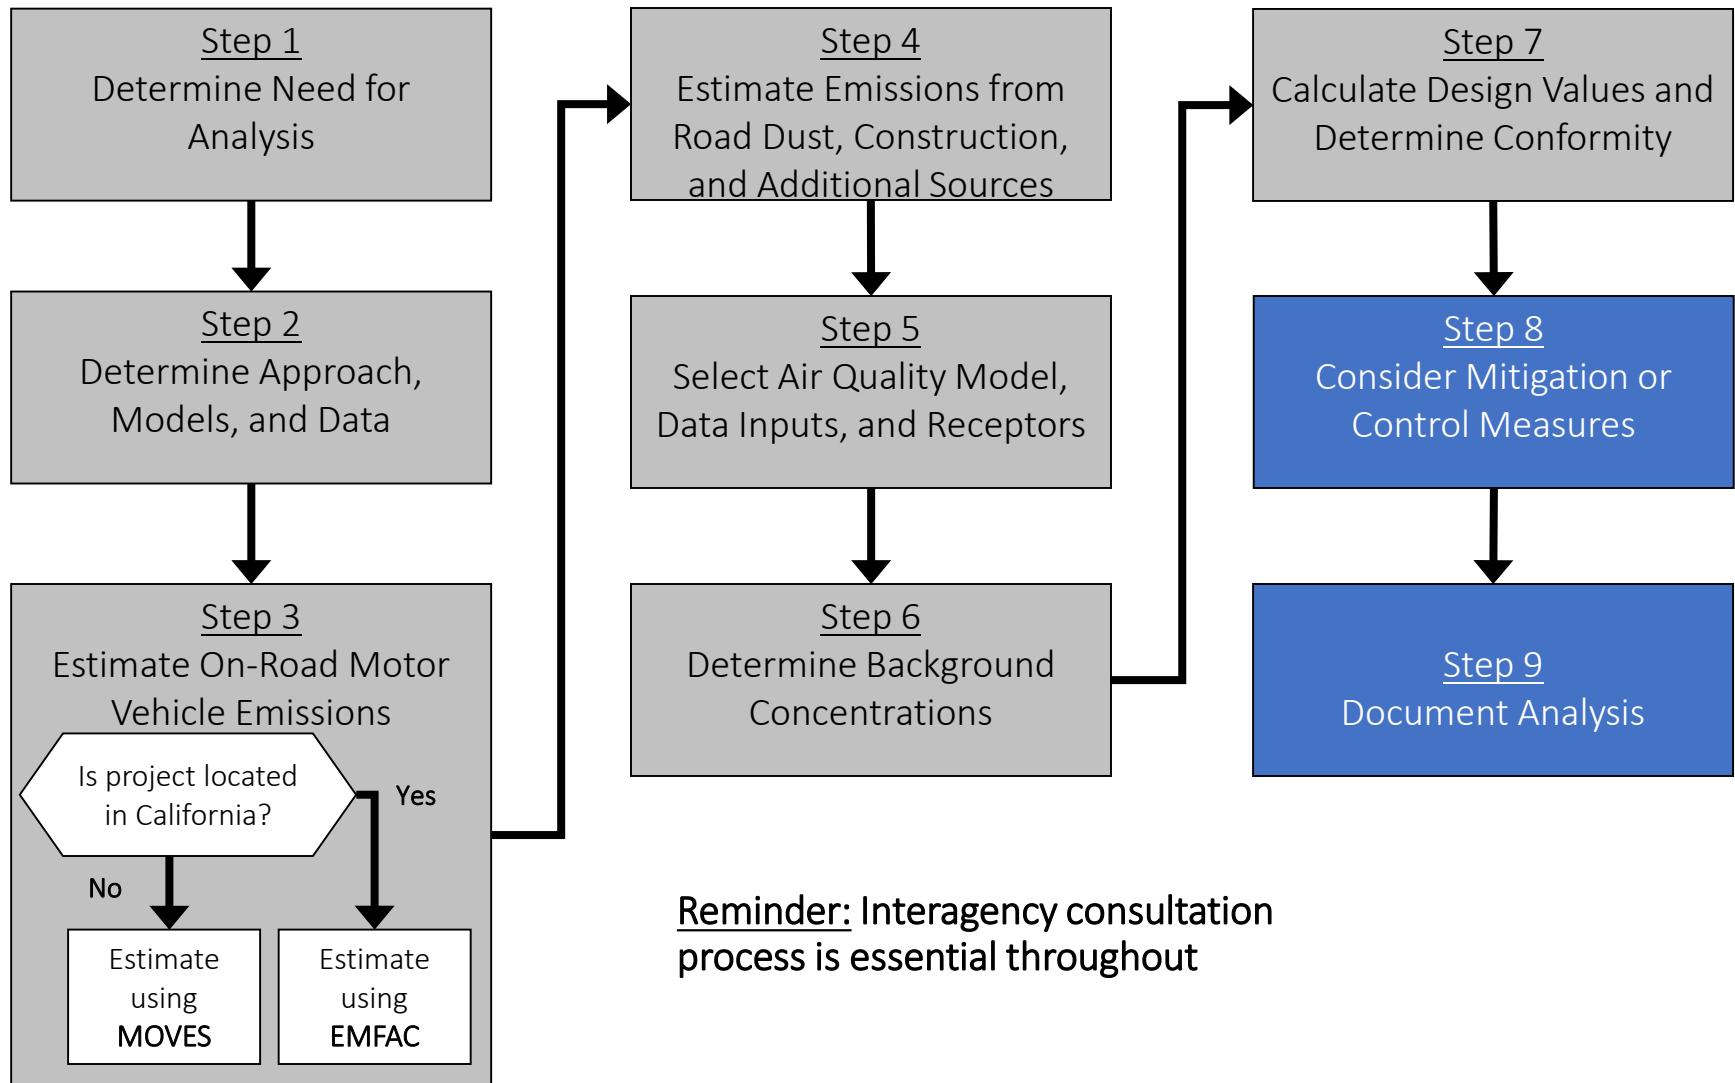 Step 1
Determine Need for
Analysis
Step 2
Determine Approach,
Models, and Data
Step 3
Estimate On-Road Motor
Vehicle Emissions
Is project located
in California?
Yes
No
Estimate
using
MOVES
Estimate
using
EMFAC
Step 4
Estimate Emissions from
Road Dust, Construction,
and Additional Sources
Step 5
Select Air Quality Model,
Data Inputs, and Receptors
Step 6
Determine Background
Concentrations
Step 7
Calculate Design Values and
Determine Conformity
Step 8
Consider Mitigation or
Control Measures
Step 9
Document Analysis
Reminder: Interagency consultation
process is essential throughout